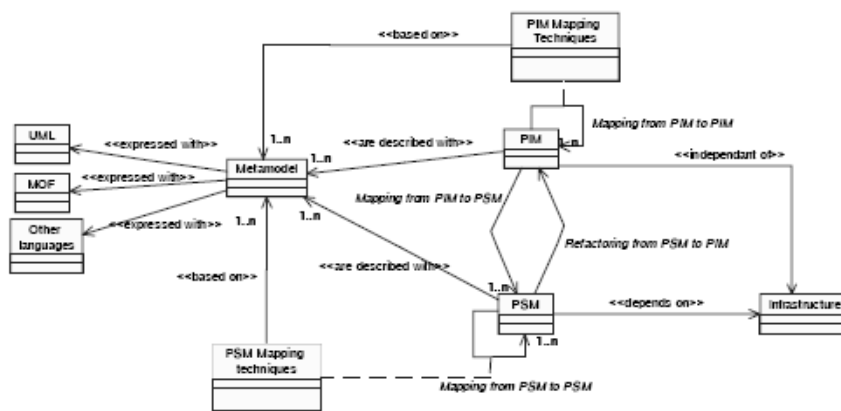 PIM Mapping
Techniques
<<based on>>
UML
<<expressed with>>
1..n
1..n
<<are described with>>
PIM
1..n
Mapping from PIM to PIM
<<independant of>>
MOF
<<expressed with>>
Metamodel
Mapping from PIM to PSM
Other
languages
<<expressed with>>
1..n
1..n
Refactoring from PSM to PIM
<<based on>>
<<are described with>>
1..n
PSM
1..n
<<depends on>>
Infrastructure
PSM Mapping
techniques
Mapping from PSM to PSM